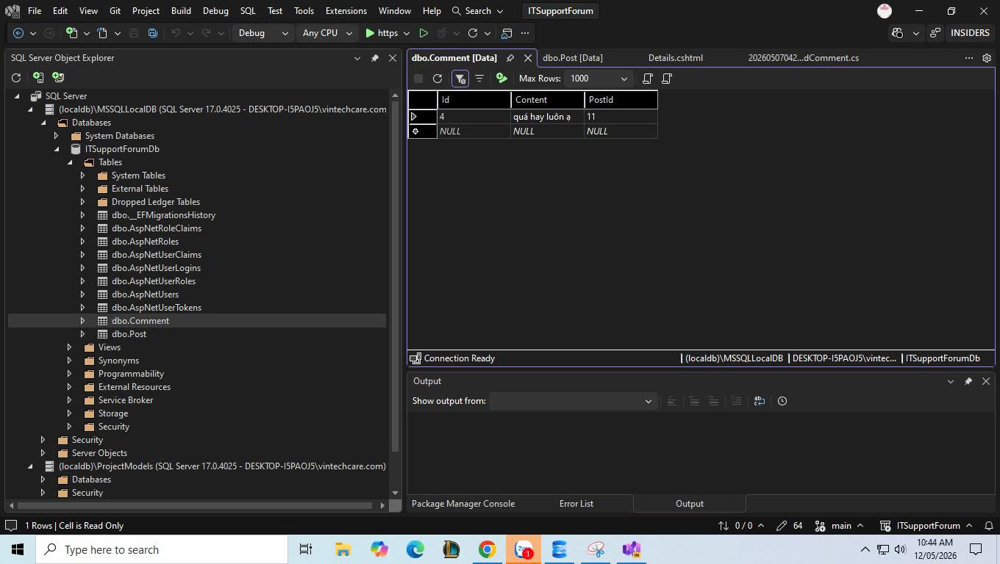 File Edit View Git Project Build Debug SQL Test Tools Extensions Window Help Search ITSupportForum
Debug Any CPU https INSIDERS
SQL Server Object Explorer
SQL Server
(localdb)\MSSQLLocalDB (SQL Server 17.0.4025 - DESKTOP-I5PAOJ5\vintechcare.com
Databases
System Databases
ITSupportForumDb
Tables
System Tables
External Tables
Dropped Ledger Tables
dbo.__EFMigrationsHistory
dbo.AspNetRoleClaims
dbo.AspNetRoles
dbo.AspNetUserClaims
dbo.AspNetUserLogins
dbo.AspNetUserRoles
dbo.AspNetUsers
dbo.AspNetUserTokens
dbo.Comment
dbo.Post
Views
Synonyms
Programmability
External Resources
Service Broker
Storage
Security
Security
Server Objects
(localdb)\ProjectModels (SQL Server 17.0.4025 - DESKTOP-I5PAOJ5\vintechcare.com)
Databases
Security
dbo.Comment [Data] dbo.Post [Data] Details.cshtml 20260507042...dComment.cs
Max Rows: 1000
Id Content PostId
4 quá hay luôn ạ 11
NULL NULL NULL
Connection Ready (localdb)\MSSQLLocalDB DESKTOP-I5PAOJ5\vintec... ITSupportForumDb
Output
Show output from:
Package Manager Console Error List Output
1 Rows | Cell is Read Only 0 / 0 64 main ITSupportForum
Type here to search
10:44 AM
12/05/2026